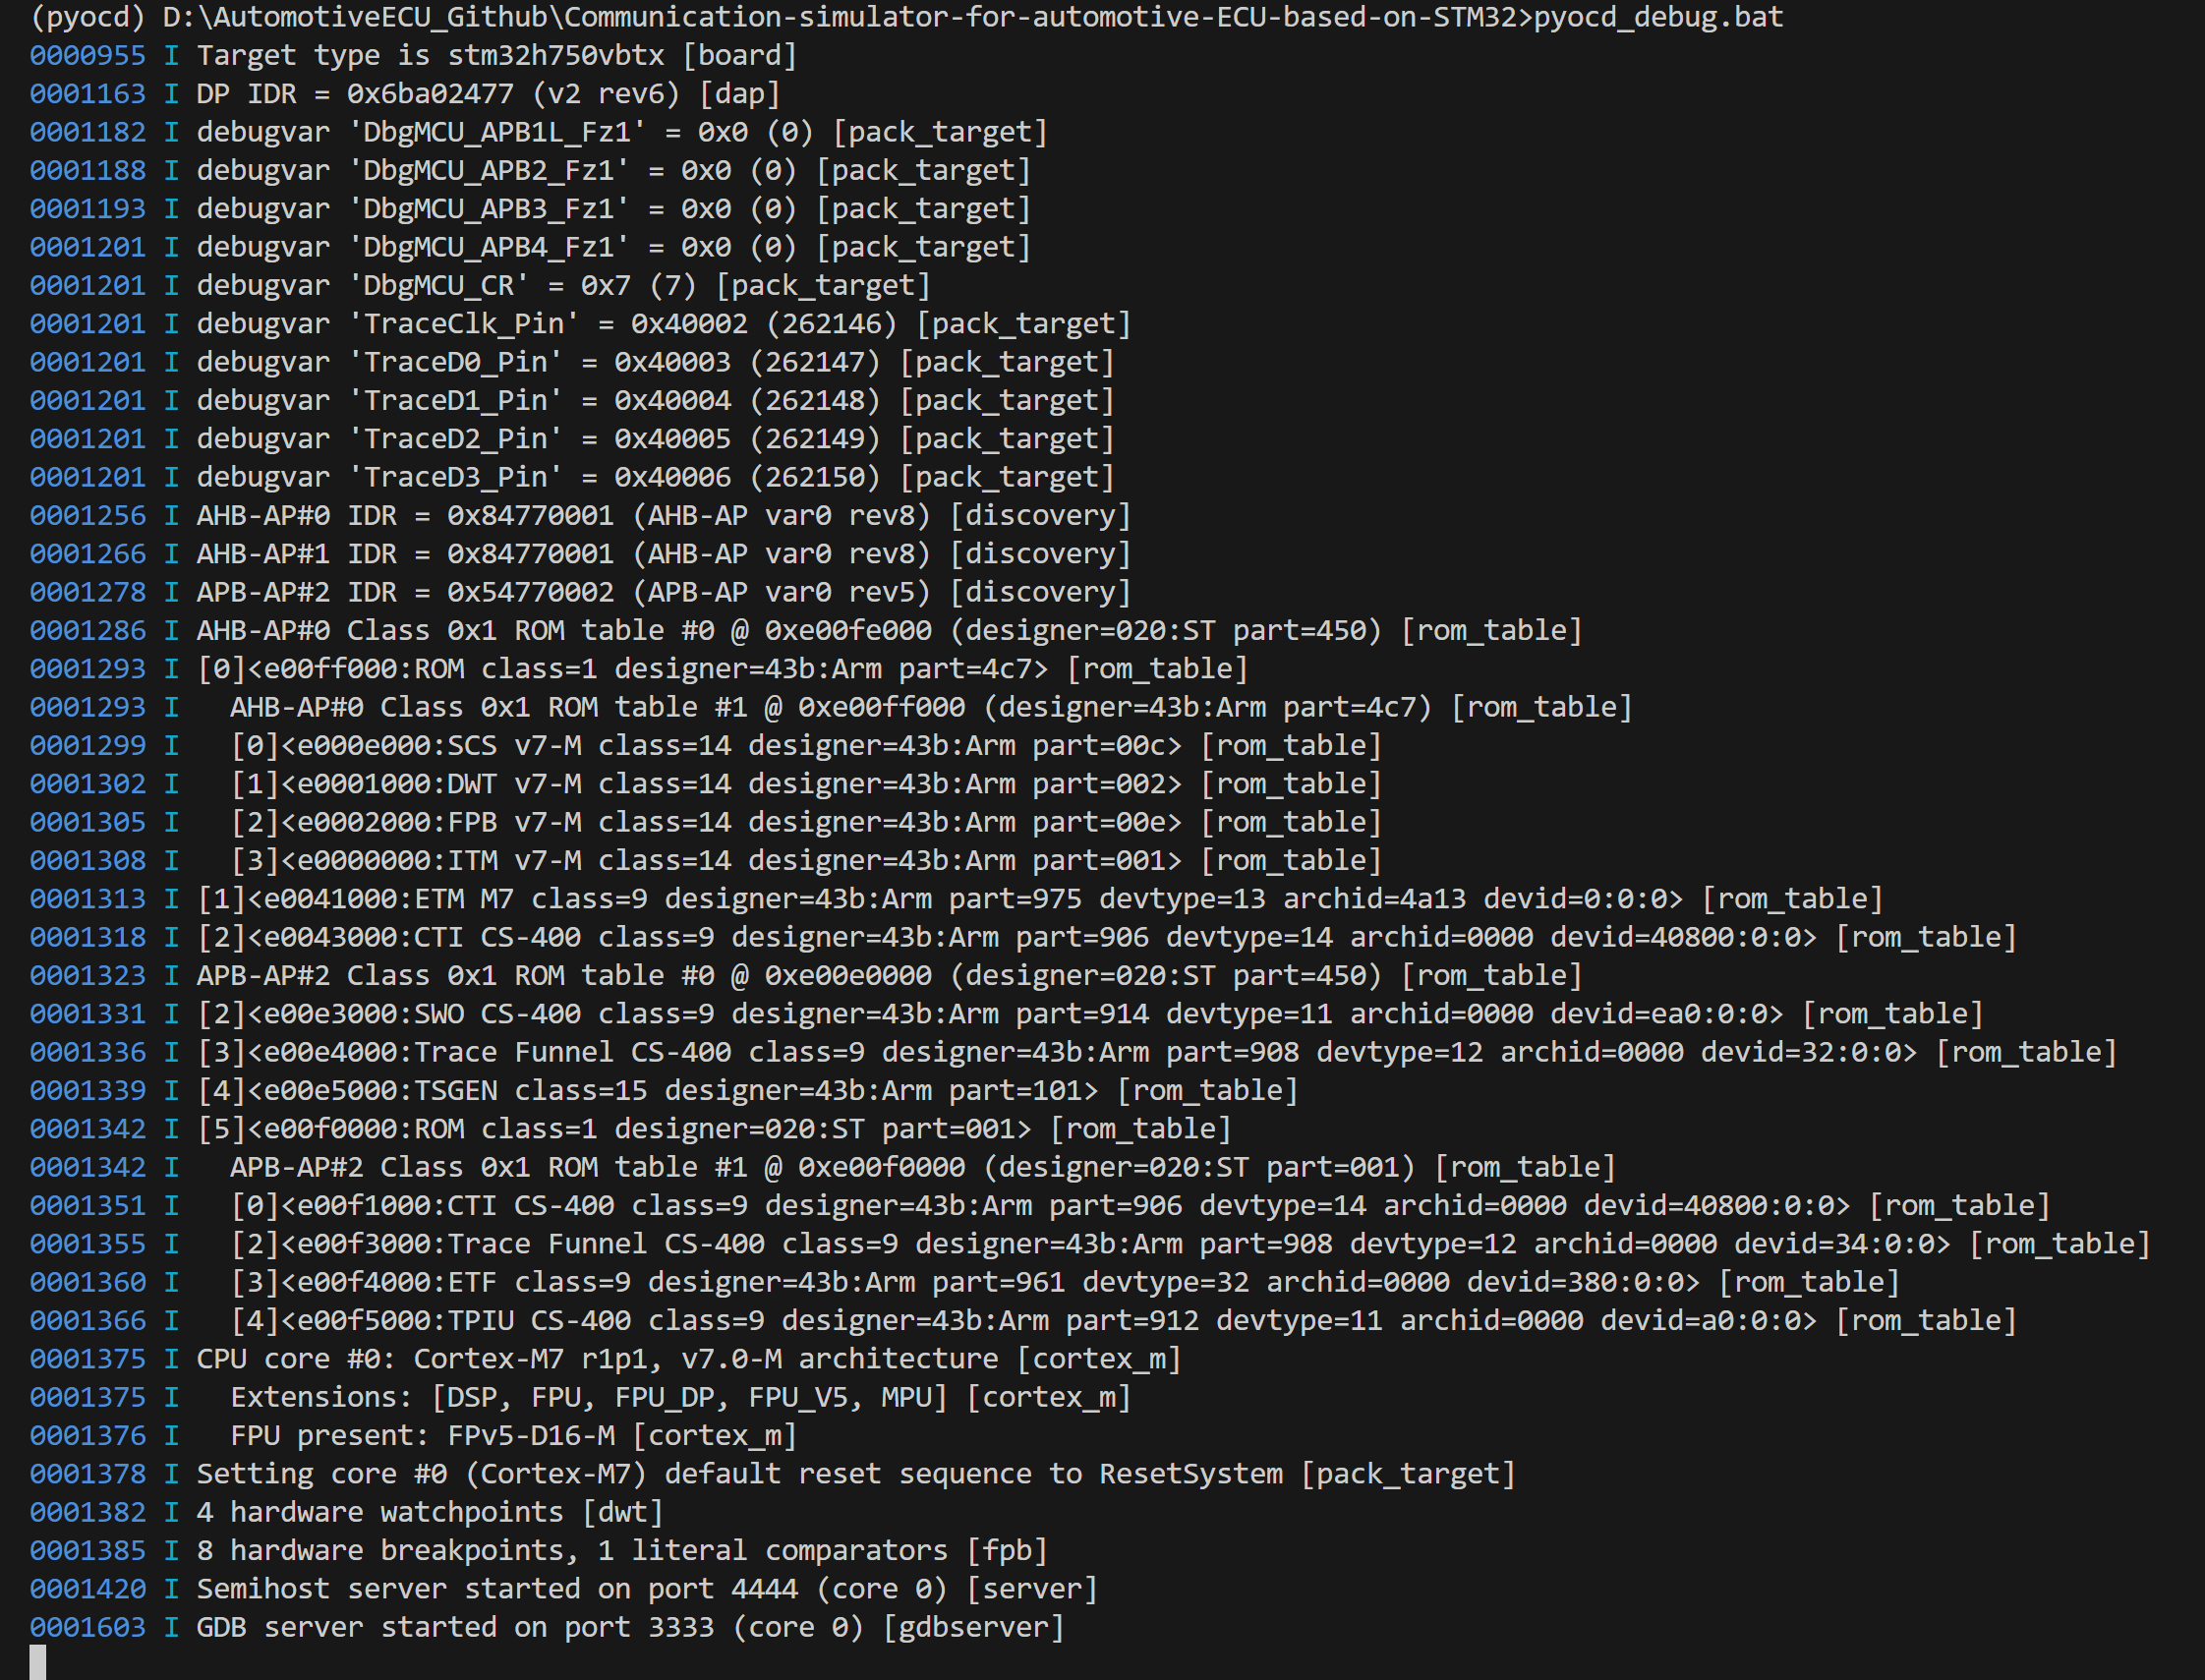 (pyocd) D:\AutomotiveECU_Github\Communication-simulator-for-automotive-ECU-based-on-STM32>pyocd_debug.bat
0000955 I Target type is stm32h750vbtx [board]
0001163 I DP IDR = 0x6ba02477 (v2 rev6) [dap]
0001182 I debugvar 'DbgMCU_APB1L_Fz1' = 0x0 (0) [pack_target]
0001188 I debugvar 'DbgMCU_APB2_Fz1' = 0x0 (0) [pack_target]
0001193 I debugvar 'DbgMCU_APB3_Fz1' = 0x0 (0) [pack_target]
0001201 I debugvar 'DbgMCU_APB4_Fz1' = 0x0 (0) [pack_target]
0001201 I debugvar 'DbgMCU_CR' = 0x7 (7) [pack_target]
0001201 I debugvar 'TraceClk_Pin' = 0x40002 (262146) [pack_target]
0001201 I debugvar 'TraceD0_Pin' = 0x40003 (262147) [pack_target]
0001201 I debugvar 'TraceD1_Pin' = 0x40004 (262148) [pack_target]
0001201 I debugvar 'TraceD2_Pin' = 0x40005 (262149) [pack_target]
0001201 I debugvar 'TraceD3_Pin' = 0x40006 (262150) [pack_target]
0001256 I AHB-AP#0 IDR = 0x84770001 (AHB-AP var0 rev8) [discovery]
0001266 I AHB-AP#1 IDR = 0x84770001 (AHB-AP var0 rev8) [discovery]
0001278 I APB-AP#2 IDR = 0x54770002 (APB-AP var0 rev5) [discovery]
0001286 I AHB-AP#0 Class 0x1 ROM table #0 @ 0xe00fe000 (designer=020:ST part=450) [rom_table]
0001293 I [0]<e00ff000:ROM class=1 designer=43b:Arm part=4c7> [rom_table]
0001293 I   AHB-AP#0 Class 0x1 ROM table #1 @ 0xe00ff000 (designer=43b:Arm part=4c7) [rom_table]
0001299 I   [0]<e000e000:SCS v7-M class=14 designer=43b:Arm part=00c> [rom_table]
0001302 I   [1]<e0001000:DWT v7-M class=14 designer=43b:Arm part=002> [rom_table]
0001305 I   [2]<e0002000:FPB v7-M class=14 designer=43b:Arm part=00e> [rom_table]
0001308 I   [3]<e0000000:ITM v7-M class=14 designer=43b:Arm part=001> [rom_table]
0001313 I [1]<e0041000:ETM M7 class=9 designer=43b:Arm part=975 devtype=13 archid=4a13 devid=0:0:0> [rom_table]
0001318 I [2]<e0043000:CTI CS-400 class=9 designer=43b:Arm part=906 devtype=14 archid=0000 devid=40800:0:0> [rom_table]
0001323 I APB-AP#2 Class 0x1 ROM table #0 @ 0xe00e0000 (designer=020:ST part=450) [rom_table]
0001331 I [2]<e00e3000:SWO CS-400 class=9 designer=43b:Arm part=914 devtype=11 archid=0000 devid=ea0:0:0> [rom_table]
0001336 I [3]<e00e4000:Trace Funnel CS-400 class=9 designer=43b:Arm part=908 devtype=12 archid=0000 devid=32:0:0> [rom_table]
0001339 I [4]<e00e5000:TSGEN class=15 designer=43b:Arm part=101> [rom_table]
0001342 I [5]<e00f0000:ROM class=1 designer=020:ST part=001> [rom_table]
0001342 I   APB-AP#2 Class 0x1 ROM table #1 @ 0xe00f0000 (designer=020:ST part=001) [rom_table]
0001351 I   [0]<e00f1000:CTI CS-400 class=9 designer=43b:Arm part=906 devtype=14 archid=0000 devid=40800:0:0> [rom_table]
0001355 I   [2]<e00f3000:Trace Funnel CS-400 class=9 designer=43b:Arm part=908 devtype=12 archid=0000 devid=34:0:0> [rom_table]
0001360 I   [3]<e00f4000:ETF class=9 designer=43b:Arm part=961 devtype=32 archid=0000 devid=380:0:0> [rom_table]
0001366 I   [4]<e00f5000:TPIU CS-400 class=9 designer=43b:Arm part=912 devtype=11 archid=0000 devid=a0:0:0> [rom_table]
0001375 I CPU core #0: Cortex-M7 r1p1, v7.0-M architecture [cortex_m]
0001375 I   Extensions: [DSP, FPU, FPU_DP, FPU_V5, MPU] [cortex_m]
0001376 I   FPU present: FPv5-D16-M [cortex_m]
0001378 I Setting core #0 (Cortex-M7) default reset sequence to ResetSystem [pack_target]
0001382 I 4 hardware watchpoints [dwt]
0001385 I 8 hardware breakpoints, 1 literal comparators [fpb]
0001420 I Semihost server started on port 4444 (core 0) [server]
0001603 I GDB server started on port 3333 (core 0) [gdbserver]